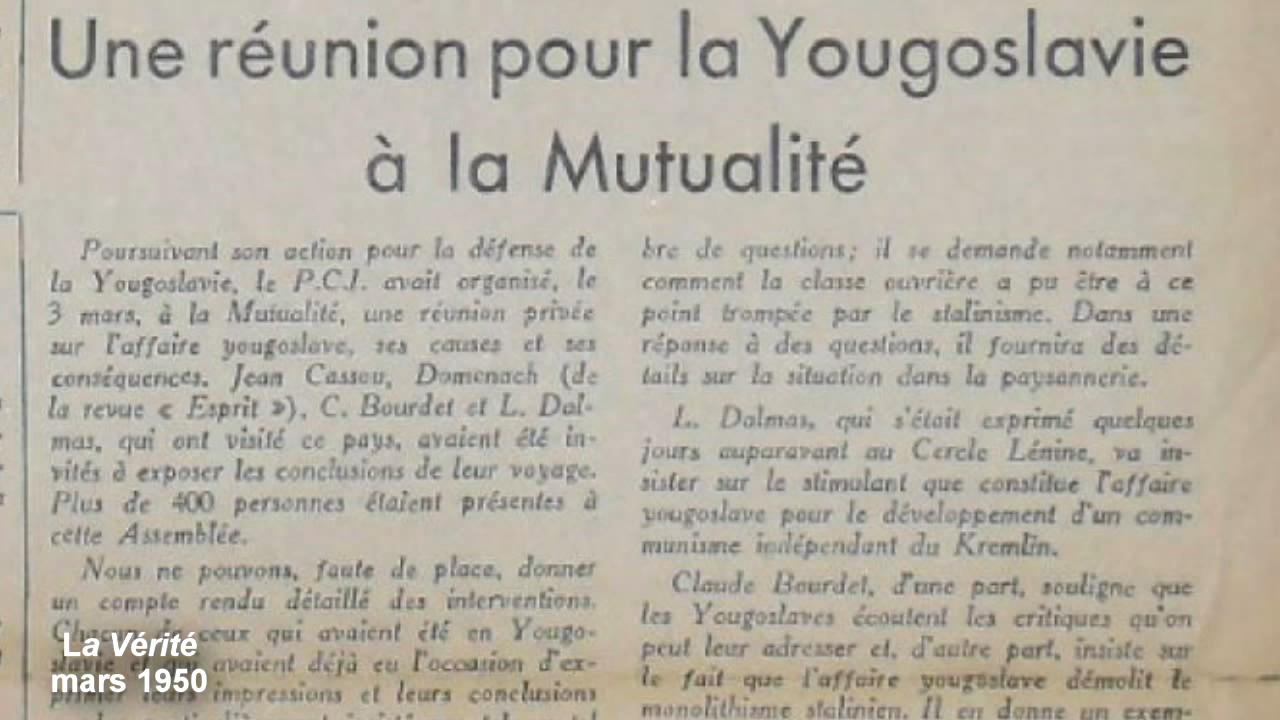 Une réunion pour la Yougoslavie
à la Mutualité
Poursuivant son action pour la défense de
la Yougoslavie, le P.C.I. avait organisé, le
3 mars, à la Mutualité, une réunion privée
sur l'affaire yougoslave, ses causes et ses
conséquences. Jean Cassou, Domenach (de
la revue « Esprit »), C. Bourdet et L. Dal-
mas, qui ont visité ce pays, avaient été in-
vités à exposer les conclusions de leur voyage.
Plus de 400 personnes étaient présentes à
cette Assemblée.
Nous ne pouvons, faute de place, donner
un compte rendu détaillé des interventions.
Chacun de ceux qui avaient été en Yougo-
slavie et qui avaient déjà eu l'occasion d'ex-
primer leurs impressions et leurs conclusions
bre de questions; il se demande notamment
comment la classe ouvrière a pu être à ce
point trompée par le stalinisme. Dans une
réponse à des questions, il fournira des dé-
tails sur la situation dans la paysannerie.
L. Dalmas, qui s'était exprimé quelques
jours auparavant au Cercle Lénine, va in-
sister sur le stimulant que constitue l'affaire
yougoslave pour le développement d'un com-
munisme indépendant du Kremlin.
Claude Bourdet, d'une part, souligne que
les Yougoslaves écoutent les critiques qu'on
peut leur adresser et, d'autre part, insiste sur
le fait que l'affaire yougoslave démolit le
monolithisme stalinien. Il en donne un exem-
La Vérité
mars 1950